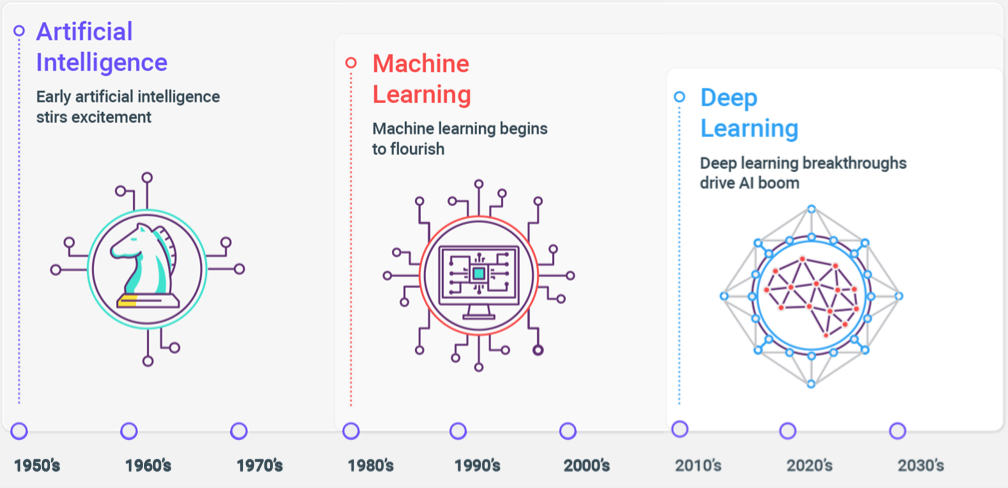 Artificial
Intelligence
Early artificial intelligence
stirs excitement
Machine
Learning
Machine learning begins
to flourish
Deep
Learning
Deep learning breakthroughs
drive AI boom
1950's
1960's
1970's
1980's
1990's
2000's
2010's
2020's
2030's